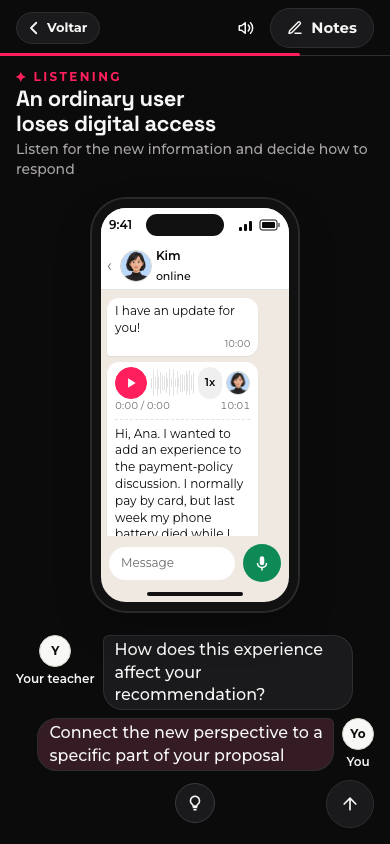 Voltar
Notes
LISTENING
An ordinary user
loses digital access
Listen for the new information and decide how to
respond
9:41
Kim
online
I have an update for
you!
10:00
1x
0:00 / 0:00
10:01
Hi, Ana. I wanted to
add an experience to
the payment-policy
discussion. I normally
pay by card, but last
week my phone
battery died while I
Message
Y
Your teacher
How does this experience
affect your
recommendation?
Connect the new perspective to a
specific part of your proposal
Yo
You